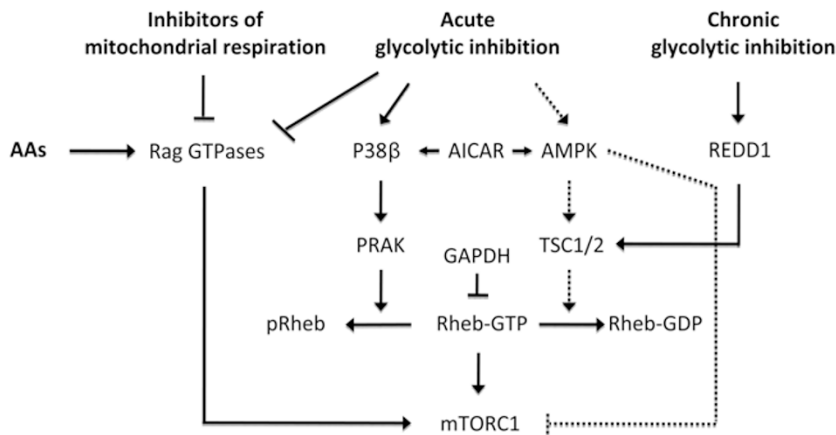 Inhibitors of
mitochondrial respiration
Acute
glycolytic inhibition
Chronic
glycolytic inhibition
AAs
Rag GTPases
P38β
AICAR
AMPK
REDD1
PRAK
GAPDH
TSC1/2
pRheb
Rheb-GTP
Rheb-GDP
mTORC1